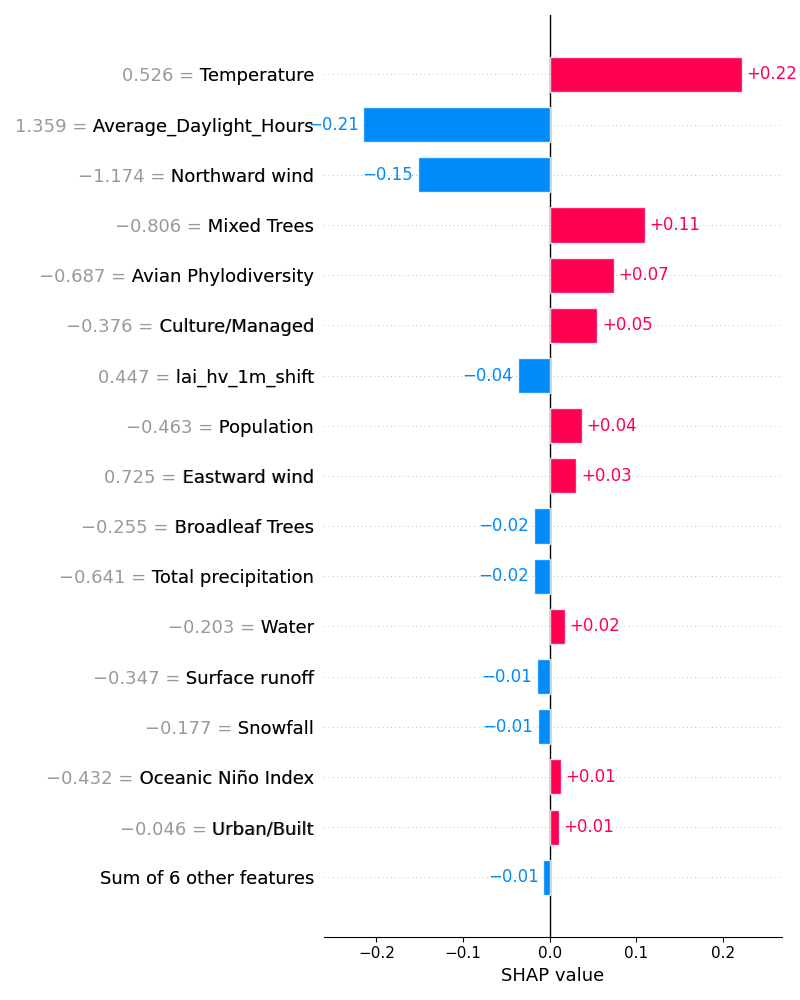 0.526 = Temperature +0.22
1.359 = Average_Daylight_Hours −0.21
−1.174 = Northward wind −0.15
−0.806 = Mixed Trees +0.11
−0.687 = Avian Phylodiversity +0.07
−0.376 = Culture/Managed +0.05
0.447 = lai_hv_1m_shift −0.04
−0.463 = Population +0.04
0.725 = Eastward wind +0.03
−0.255 = Broadleaf Trees −0.02
−0.641 = Total precipitation −0.02
−0.203 = Water +0.02
−0.347 = Surface runoff −0.01
−0.177 = Snowfall −0.01
−0.432 = Oceanic Niño Index +0.01
−0.046 = Urban/Built +0.01
Sum of 6 other features −0.01
−0.2 −0.1 0.0 0.1 0.2
SHAP value